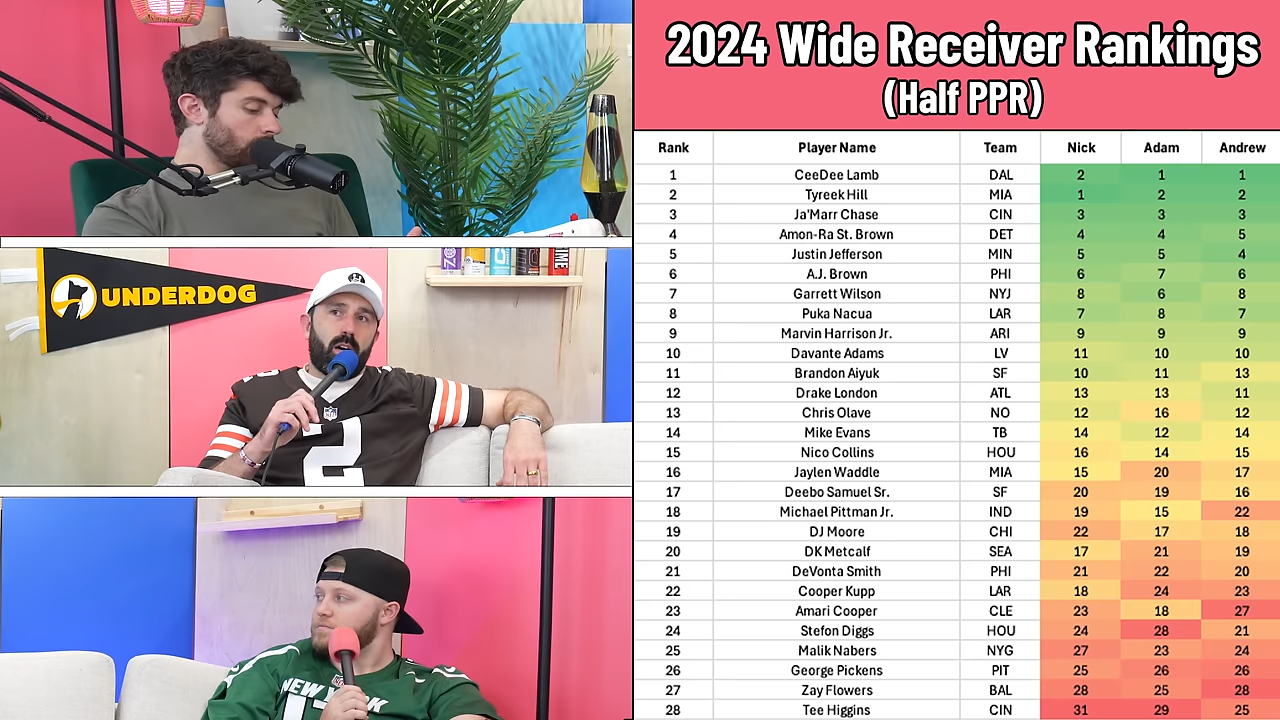 UNDERDOG
NEW YORK
2024 Wide Receiver Rankings
(Half PPR)
Rank Player Name Team Nick Adam Andrew
1 CeeDee Lamb DAL 2 1 1
2 Tyreek Hill MIA 1 2 2
3 Ja'Marr Chase CIN 3 3 3
4 Amon-Ra St. Brown DET 4 4 5
5 Justin Jefferson MIN 5 5 4
6 A.J. Brown PHI 6 7 6
7 Garrett Wilson NYJ 8 6 8
8 Puka Nacua LAR 7 8 7
9 Marvin Harrison Jr. ARI 9 9 9
10 Davante Adams LV 11 10 10
11 Brandon Aiyuk SF 10 11 13
12 Drake London ATL 13 13 11
13 Chris Olave NO 12 16 12
14 Mike Evans TB 14 12 14
15 Nico Collins HOU 16 14 15
16 Jaylen Waddle MIA 15 20 17
17 Deebo Samuel Sr. SF 20 19 16
18 Michael Pittman Jr. IND 19 15 22
19 DJ Moore CHI 22 17 18
20 DK Metcalf SEA 17 21 19
21 DeVonta Smith PHI 21 22 20
22 Cooper Kupp LAR 18 24 23
23 Amari Cooper CLE 23 18 27
24 Stefon Diggs HOU 24 28 21
25 Malik Nabers NYG 27 23 24
26 George Pickens PIT 25 26 26
27 Zay Flowers BAL 28 25 28
28 Tee Higgins CIN 31 29 25